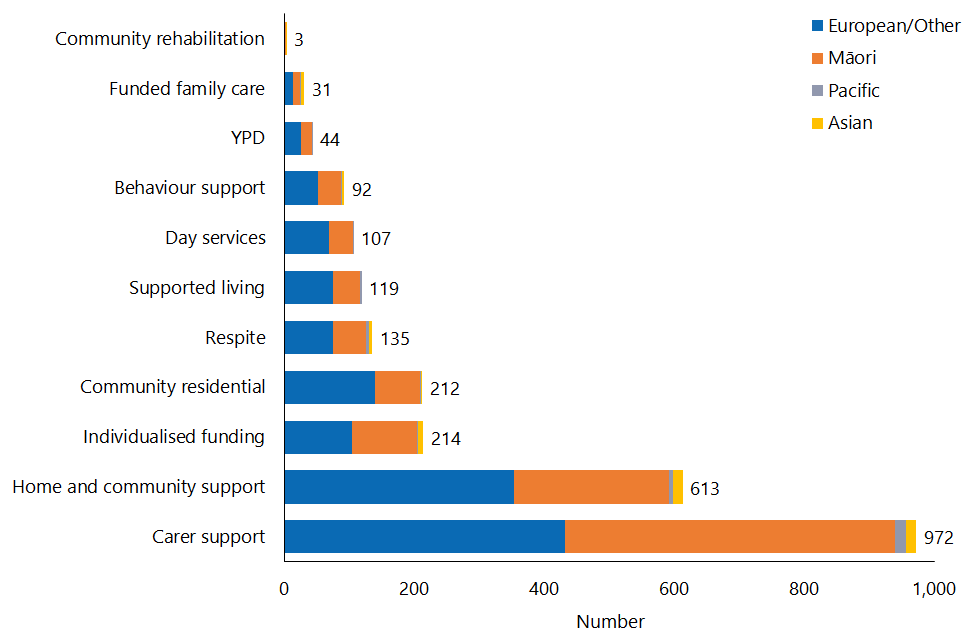 European/Other
Māori
Pacific
Asian
Community rehabilitation 3
Funded family care 31
YPD 44
Behaviour support 92
Day services 107
Supported living 119
Respite 135
Community residential 212
Individualised funding 214
Home and community support 613
Carer support 972
0 200 400 600 800 1,000
Number